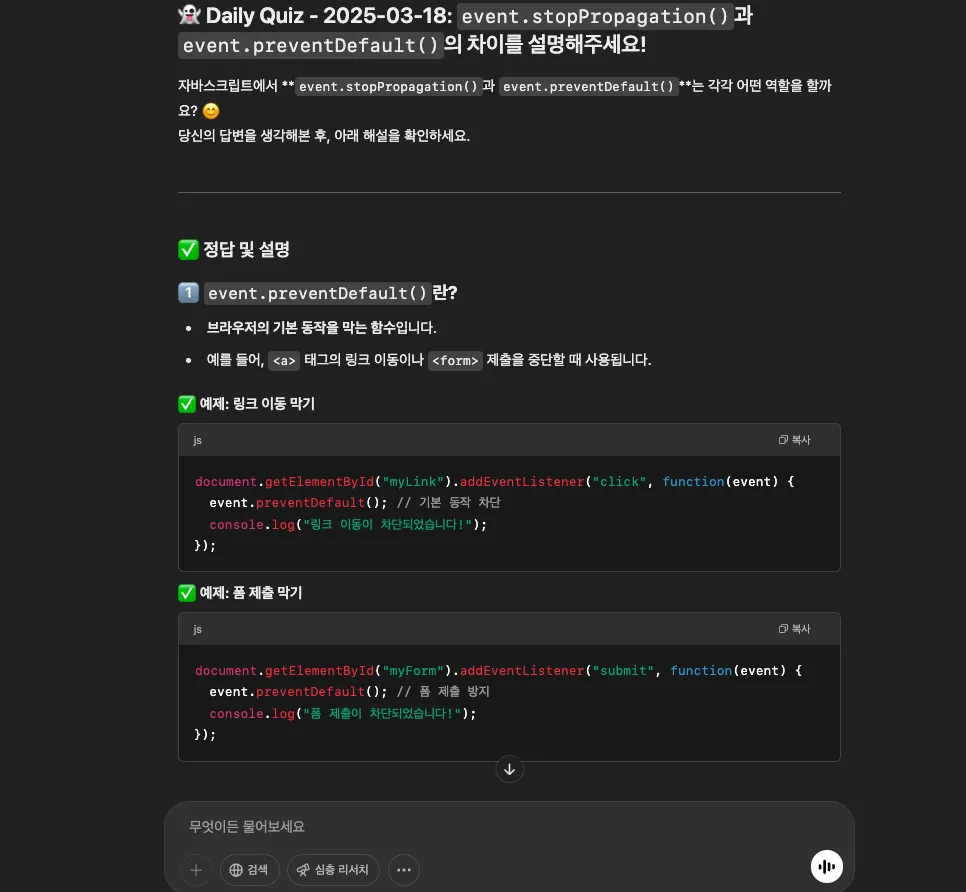 👻 Daily Quiz - 2025-03-18: event.stopPropagation()과
event.preventDefault()의 차이를 설명해주세요!
자바스크립트에서 **event.stopPropagation()과 event.preventDefault()**는 각각 어떤 역할을 할까
요? 😊
당신의 답변을 생각해본 후, 아래 해설을 확인하세요.
✅ 정답 및 설명
1️⃣ event.preventDefault()란?
• 브라우저의 기본 동작을 막는 함수입니다.
• 예를 들어, <a> 태그의 링크 이동이나 <form> 제출을 중단할 때 사용됩니다.
✅ 예제: 링크 이동 막기
js 복사
document.getElementById("myLink").addEventListener("click", function(event) {
  event.preventDefault(); // 기본 동작 차단
  console.log("링크 이동이 차단되었습니다!");
});
✅ 예제: 폼 제출 막기
js 복사
document.getElementById("myForm").addEventListener("submit", function(event) {
  event.preventDefault(); // 폼 제출 방지
  console.log("폼 제출이 차단되었습니다!");
});
무엇이든 물어보세요
검색 심층 리서치